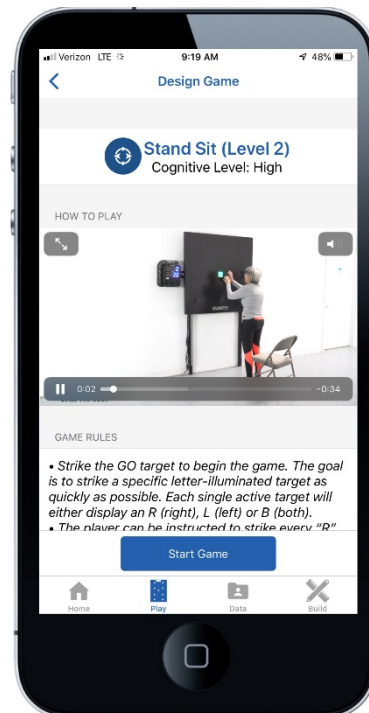 Verizon LTE 9:19 AM 48%
Design Game
Stand Sit (Level 2)
Cognitive Level: High
HOW TO PLAY
0:02 -0:34
GAME RULES
• Strike the GO target to begin the game. The goal
is to strike a specific letter-illuminated target as
quickly as possible. Each single active target will
either display an R (right), L (left) or B (both).
• The player can be instructed to strike every "R"
Start Game
Home Play Data Build